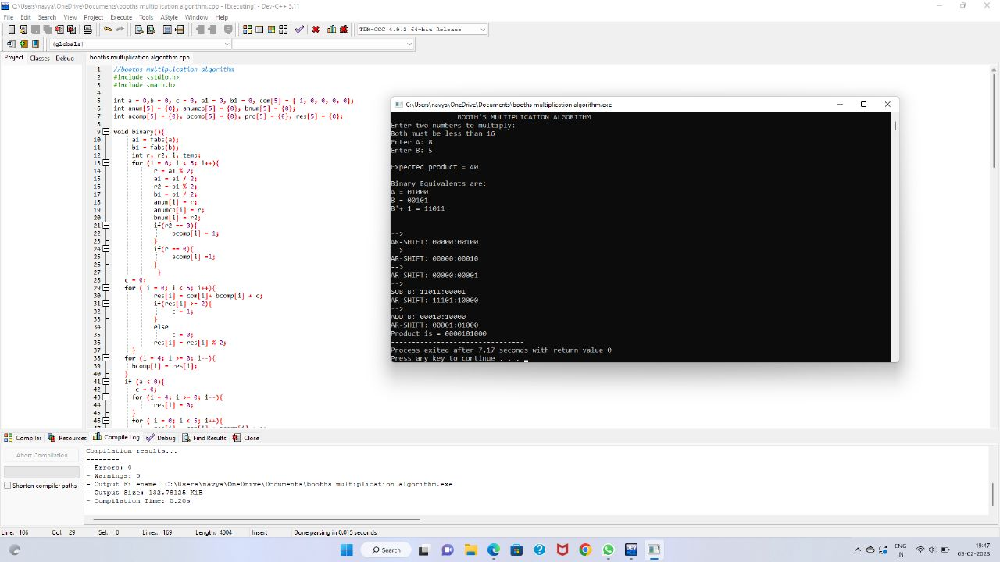 C:\Users\navya\OneDrive\Documents\booths multiplication algorithm.cpp - [Executing] - Dev-C++ 5.11
File Edit Search View Project Execute Tools AStyle Window Help
TDM-GCC 4.9.2 64-bit Release
(globals)
Project Classes Debug
booths multiplication algorithm.cpp
1 //booths multiplication algorithm
2 #include <stdio.h>
3 #include <math.h>
4
5 int a = 0,b = 0, c = 0, a1 = 0, b1 = 0, com[5] = { 1, 0, 0, 0, 0};
6 int anum[5] = {0}, anumcp[5] = {0}, bnum[5] = {0};
7 int acomp[5] = {0}, bcomp[5] = {0}, pro[5] = {0}, res[5] = {0};
8
9 void binary(){
10 a1 = fabs(a);
11 b1 = fabs(b);
12 int r, r2, i, temp;
13 for (i = 0; i < 5; i++){
14 r = a1 % 2;
15 a1 = a1 / 2;
16 r2 = b1 % 2;
17 b1 = b1 / 2;
18 anum[i] = r;
19 anumcp[i] = r;
20 bnum[i] = r2;
21 if(r2 == 0){
22 bcomp[i] = 1;
23 }
24 if(r == 0){
25 acomp[i] =1;
26 }
27 }
28 c = 0;
29 for ( i = 0; i < 5; i++){
30 res[i] = com[i]+ bcomp[i] + c;
31 if(res[i] >= 2){
32 c = 1;
33 }
34 else
35 c = 0;
36 res[i] = res[i] % 2;
37 }
38 for (i = 4; i >= 0; i--){
39 bcomp[i] = res[i];
40 }
41 if (a < 0){
42 c = 0;
43 for (i = 4; i >= 0; i--){
44 res[i] = 0;
45 }
46 for ( i = 0; i < 5; i++){
C:\Users\navya\OneDrive\Documents\booths multiplication algorithm.exe
BOOTH'S MULTIPLICATION ALGORITHM
Enter two numbers to multiply:
Both must be less than 16
Enter A: 8
Enter B: 5
Expected product = 40
Binary Equivalents are:
A = 01000
B = 00101
B'+ 1 = 11011
-->
AR-SHIFT: 00000:00100
-->
AR-SHIFT: 00000:00010
-->
AR-SHIFT: 00000:00001
-->
SUB B: 11011:00001
AR-SHIFT: 11101:10000
-->
ADD B: 00010:10000
AR-SHIFT: 00001:01000
Product is = 0000101000
--------------------------------
Process exited after 7.17 seconds with return value 0
Press any key to continue . . .
Compiler Resources Compile Log Debug Find Results Close
Abort Compilation
Shorten compiler paths
Compilation results...
--------
- Errors: 0
- Warnings: 0
- Output Filename: C:\Users\navya\OneDrive\Documents\booths multiplication algorithm.exe
- Output Size: 132.78125 KiB
- Compilation Time: 0.20s
Line: 106 Col: 29 Sel: 0 Lines: 169 Length: 4004 Insert Done parsing in 0.015 seconds
Search
ENG
IN
19:47
09-02-2023